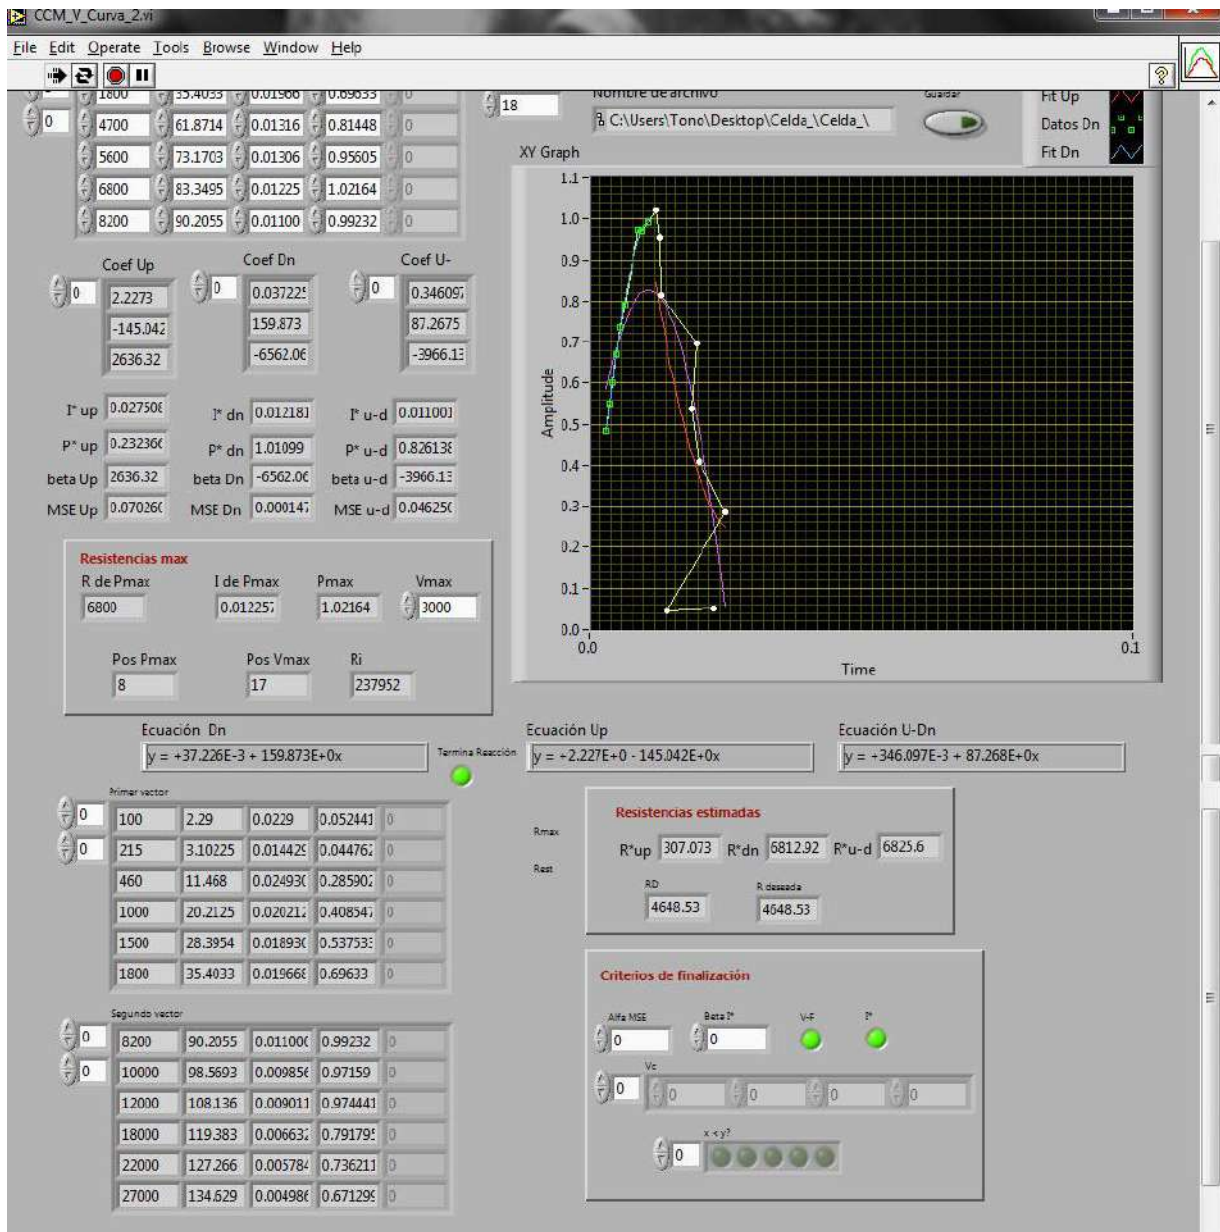 CCM_V_Curva_2.vi
File Edit Operate Tools Browse Window Help
1800 35.4033 0.01966 0.69633 0
0 4700 61.8714 0.01316 0.81448 0
5600 73.1703 0.01306 0.95605 0
6800 83.3495 0.01225 1.02164 0
8200 90.2055 0.01100 0.99232 0
18
Nombre de archivo
C:\Users\Tono\Desktop\Celda_\Celda_\
Guardar
Fit Up
Datos Dn
Fit Dn
XY Graph
1.1
1.0
0.9
0.8
0.7
0.6
0.5
0.4
0.3
0.2
0.1
0.0
Amplitude
0.0 0.1
Time
Coef Up Coef Dn Coef U-
0 2.2273 0 0.037225 0 0.346097
-145.042 159.873 87.2675
2636.32 -6562.06 -3966.13
I* up 0.027508 I* dn 0.012181 I* u-d 0.011001
P* up 0.232366 P* dn 1.01099 P* u-d 0.826138
beta Up 2636.32 beta Dn -6562.06 beta u-d -3966.13
MSE Up 0.070260 MSE Dn 0.000147 MSE u-d 0.046250
Resistencias max
R de Pmax I de Pmax Pmax Vmax
6800 0.012257 1.02164 3000
Pos Pmax Pos Vmax Ri
8 17 237952
Ecuación Dn Ecuación Up Ecuación U-Dn
y = +37.226E-3 + 159.873E+0x Termina Reacción y = +2.227E+0 - 145.042E+0x y = +346.097E-3 + 87.268E+0x
Primer vector
0 100 2.29 0.0229 0.052441 0
0 215 3.10225 0.014429 0.044762 0
460 11.468 0.024930 0.285902 0
1000 20.2125 0.020212 0.408547 0
1500 28.3954 0.018930 0.537533 0
1800 35.4033 0.019668 0.69633 0
Segundo vector
0 8200 90.2055 0.011000 0.99232 0
0 10000 98.5693 0.009856 0.97159 0
12000 108.136 0.009011 0.974441 0
18000 119.383 0.006632 0.791795 0
22000 127.266 0.005784 0.736211 0
27000 134.629 0.004986 0.671299 0
Rmax
Rest
Resistencias estimadas
R*up 307.073 R*dn 6812.92 R*u-d 6825.6
RD R deseada
4648.53 4648.53
Criterios de finalización
Alfa MSE Beta I* V-F I*
0 0
Vc
0 0 0 0 0
x < y?
0